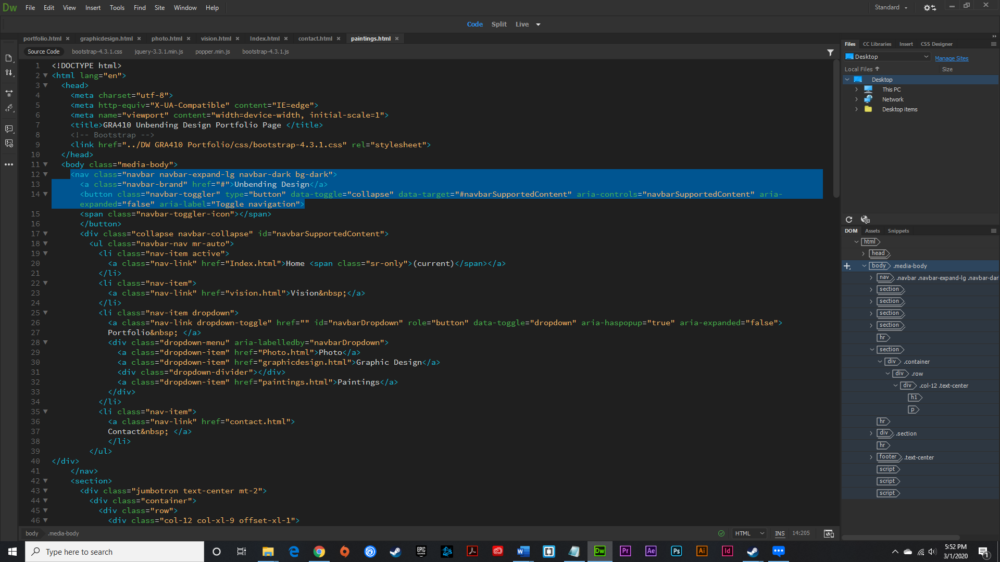 Dw File Edit View Insert Tools Find Site Window Help Standard
Code Split Live
portfolio.html graphicdesign.html photo.html vision.html Index.html contact.html paintings.html
Source Code bootstrap-4.3.1.css jquery-3.3.1.min.js popper.min.js bootstrap-4.3.1.js
1 <!DOCTYPE html>
2 <html lang="en">
3 <head>
4 <meta charset="utf-8">
5 <meta http-equiv="X-UA-Compatible" content="IE=edge">
6 <meta name="viewport" content="width=device-width, initial-scale=1">
7 <title>GRA410 Unbending Design Portfolio Page </title>
8 <!-- Bootstrap -->
9 <link href="../DW GRA410 Portfolio/css/bootstrap-4.3.1.css" rel="stylesheet">
10 </head>
11 <body class="media-body">
12 <nav class="navbar navbar-expand-lg navbar-dark bg-dark">
13 <a class="navbar-brand" href="#">Unbending Design</a>
14 <button class="navbar-toggler" type="button" data-toggle="collapse" data-target="#navbarSupportedContent" aria-controls="navbarSupportedContent" aria-
expanded="false" aria-label="Toggle navigation">
15 <span class="navbar-toggler-icon"></span>
16 </button>
17 <div class="collapse navbar-collapse" id="navbarSupportedContent">
18 <ul class="navbar-nav mr-auto">
19 <li class="nav-item active">
20 <a class="nav-link" href="Index.html">Home <span class="sr-only">(current)</span></a>
21 </li>
22 <li class="nav-item">
23 <a class="nav-link" href="vision.html">Vision&nbsp;</a>
24 </li>
25 <li class="nav-item dropdown">
26 <a class="nav-link dropdown-toggle" href="" id="navbarDropdown" role="button" data-toggle="dropdown" aria-haspopup="true" aria-expanded="false">
27 Portfolio&nbsp; </a>
28 <div class="dropdown-menu" aria-labelledby="navbarDropdown">
29 <a class="dropdown-item" href="Photo.html">Photo</a>
30 <a class="dropdown-item" href="graphicdesign.html">Graphic Design</a>
31 <div class="dropdown-divider"></div>
32 <a class="dropdown-item" href="paintings.html">Paintings</a>
33 </div>
34 </li>
35 <li class="nav-item">
36 <a class="nav-link" href="contact.html">
37 Contact&nbsp; </a>
38 </li>
39 </ul>
40 </div>
41 </nav>
42 <section>
43 <div class="jumbotron text-center mt-2">
44 <div class="container">
45 <div class="row">
46 <div class="col-12 col-xl-9 offset-xl-1">
body .media-body HTML INS 14:205
Files CC Libraries Insert CSS Designer
Desktop Manage Sites
Local Files Size
Desktop
This PC
Network
Desktop items
DOM Assets Snippets
html
head
body .media-body
nav .navbar .navbar-expand-lg .navbar-dar
section
section
section
section
hr
section
div .container
div .row
div .col-12 .text-center
h1
p
hr
div .section
hr
footer .text-center
script
script
script
Type here to search
EPIC GAMES
Dw Pr Ae Ps Ai Id
5:52 PM
3/1/2020
1